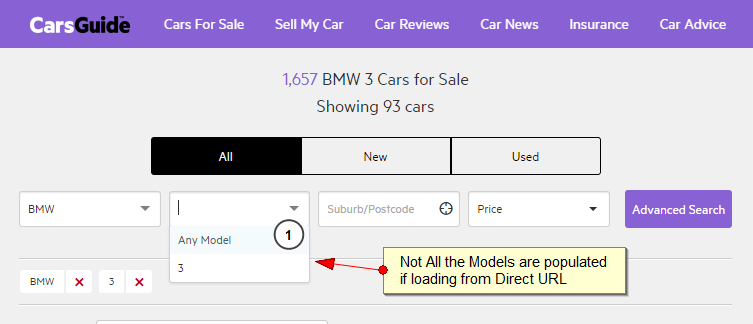 CarsGuide™ Cars For Sale Sell My Car Car Reviews Car News Insurance Car Advice
1,657 BMW 3 Cars for Sale
Showing 93 cars
All New Used
BMW Suburb/Postcode Price Advanced Search
Any Model 1
3
Not All the Models are populated
if loading from Direct URL
BMW × 3 ×